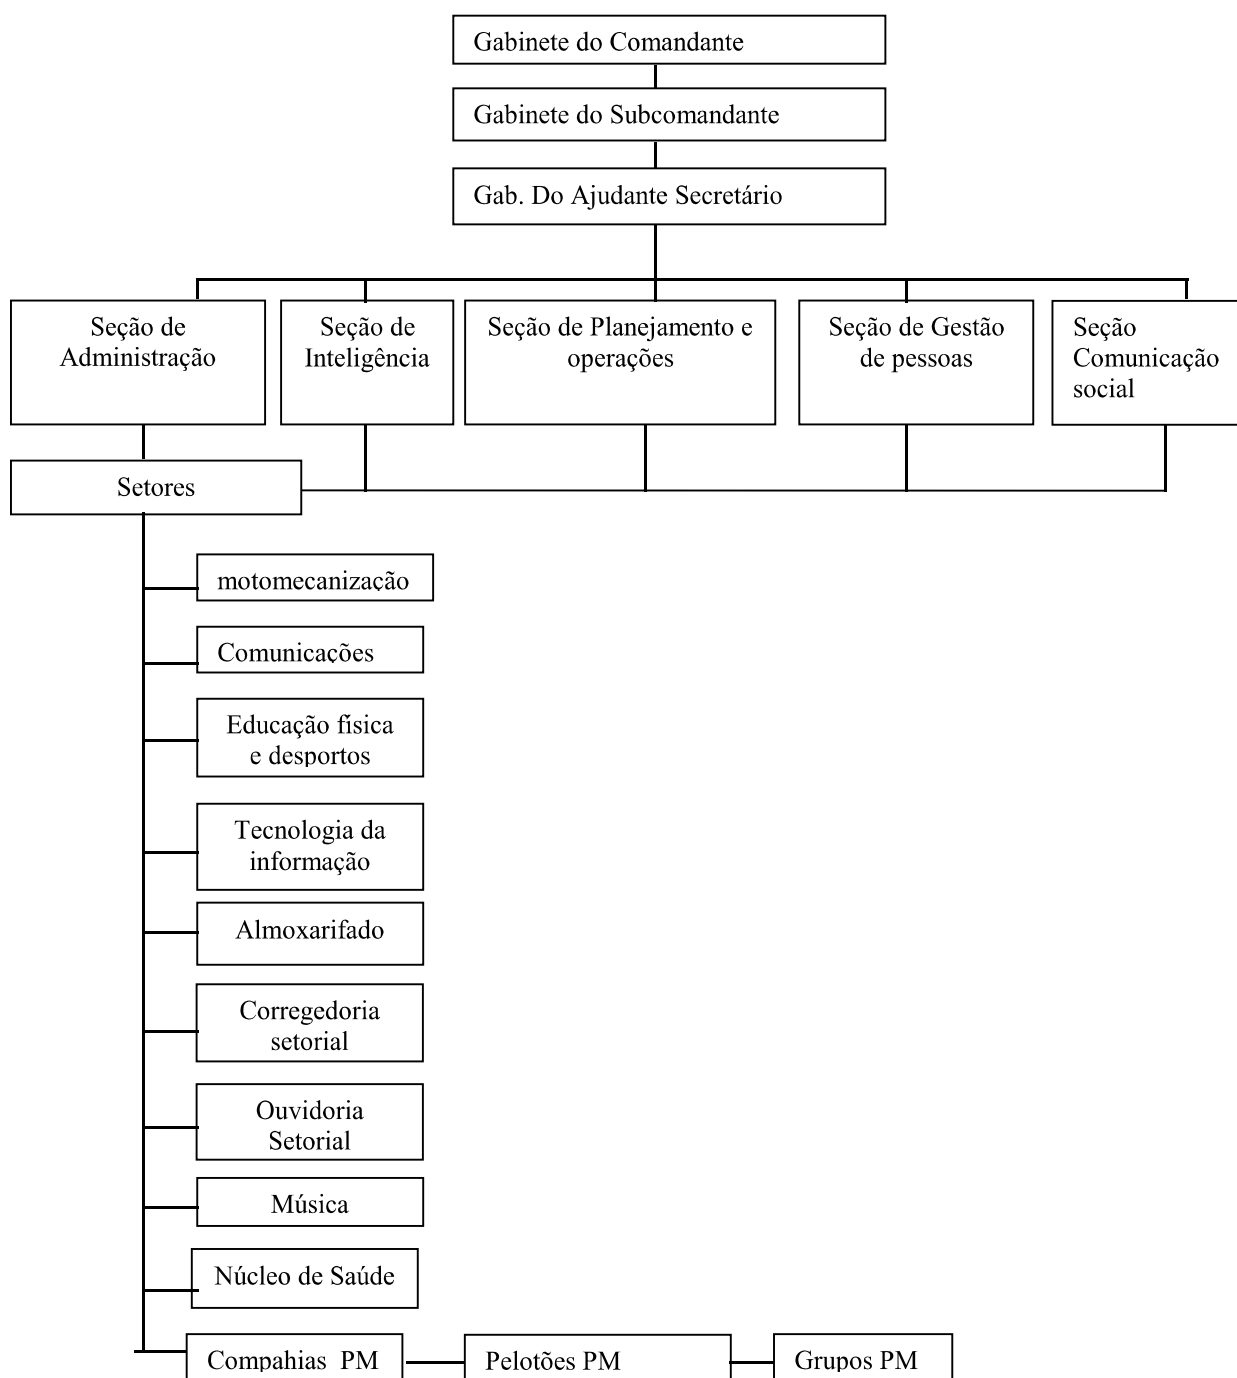 Gabinete do Comandante
Gabinete do Subcomandante
Gab. Do Ajudante Secretário
Seção de
Administração
Seção de
Inteligência
Seção de Planejamento e
operações
Seção de Gestão
de pessoas
Seção
Comunicação
social
Setores
motomecanização
Comunicações
Educação física
e desportos
Tecnologia da
informação
Almoxarifado
Corregedoria
setorial
Ouvidoria
Setorial
Música
Núcleo de Saúde
Compahias PM
Pelotões PM
Grupos PM